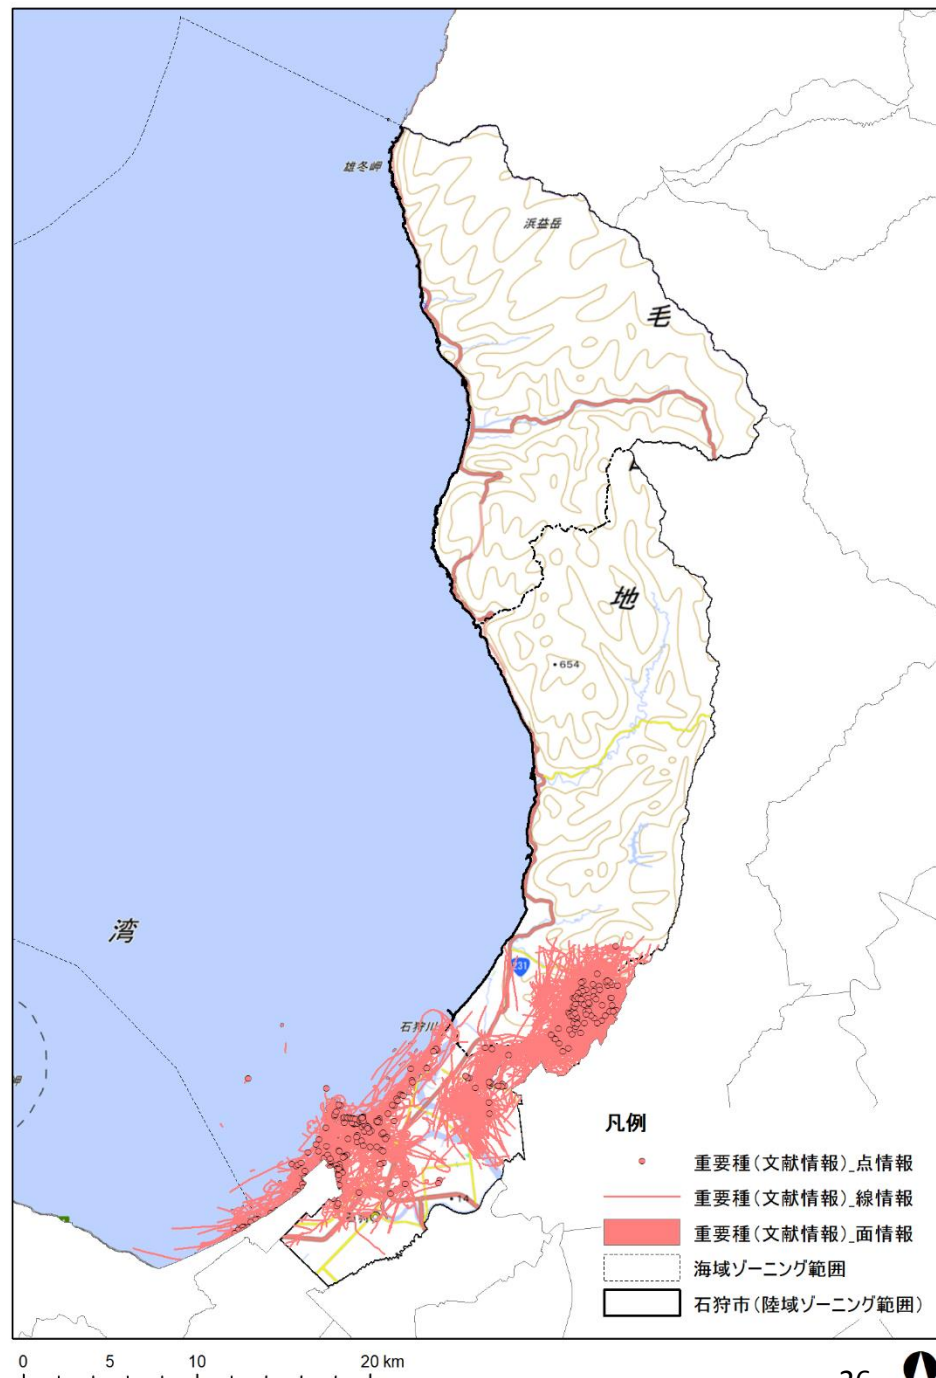 雄冬岬
浜益岳
毛
地
654
湾
231
石狩川
岬
14
凡例
重要種(文献情報)_点情報
重要種(文献情報)_線情報
重要種(文献情報)_面情報
海域ゾーニング範囲
石狩市(陸域ゾーニング範囲)
0 5 10 20 km
26